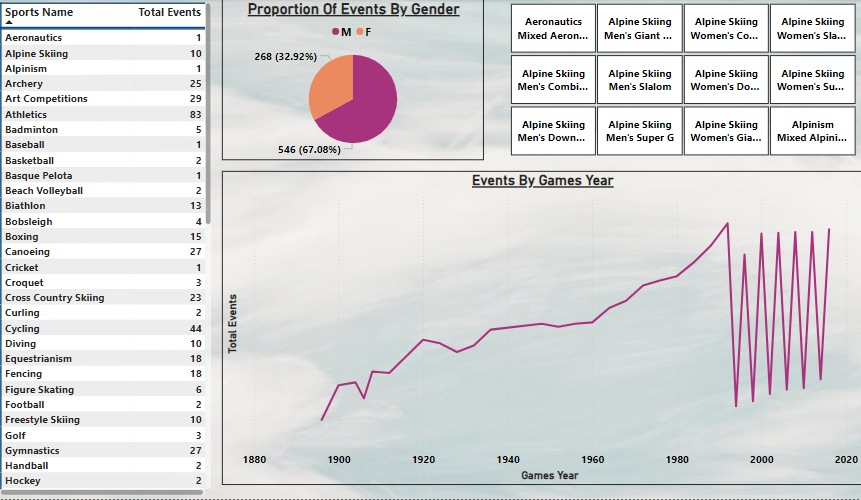 Sports Name Total Events
Aeronautics 1
Alpine Skiing 10
Alpinism 1
Archery 25
Art Competitions 29
Athletics 83
Badminton 5
Baseball 1
Basketball 2
Basque Pelota 1
Beach Volleyball 2
Biathlon 13
Bobsleigh 4
Boxing 15
Canoeing 27
Cricket 1
Croquet 3
Cross Country Skiing 23
Curling 2
Cycling 44
Diving 10
Equestrianism 18
Fencing 18
Figure Skating 6
Football 2
Freestyle Skiing 10
Golf 3
Gymnastics 27
Handball 2
Hockey 2
Proportion Of Events By Gender
M F
268 (32.92%)
546 (67.08%)
Aeronautics
Mixed Aeron...
Alpine Skiing
Men's Giant ...
Alpine Skiing
Women's Co...
Alpine Skiing
Women's Sla...
Alpine Skiing
Men's Combi...
Alpine Skiing
Men's Slalom
Alpine Skiing
Women's Do...
Alpine Skiing
Women's Su...
Alpine Skiing
Men's Down...
Alpine Skiing
Men's Super G
Alpine Skiing
Women's Gia...
Alpinism
Mixed Alpini...
Events By Games Year
Total Events
1880 1900 1920 1940 1960 1980 2000 2020
Games Year